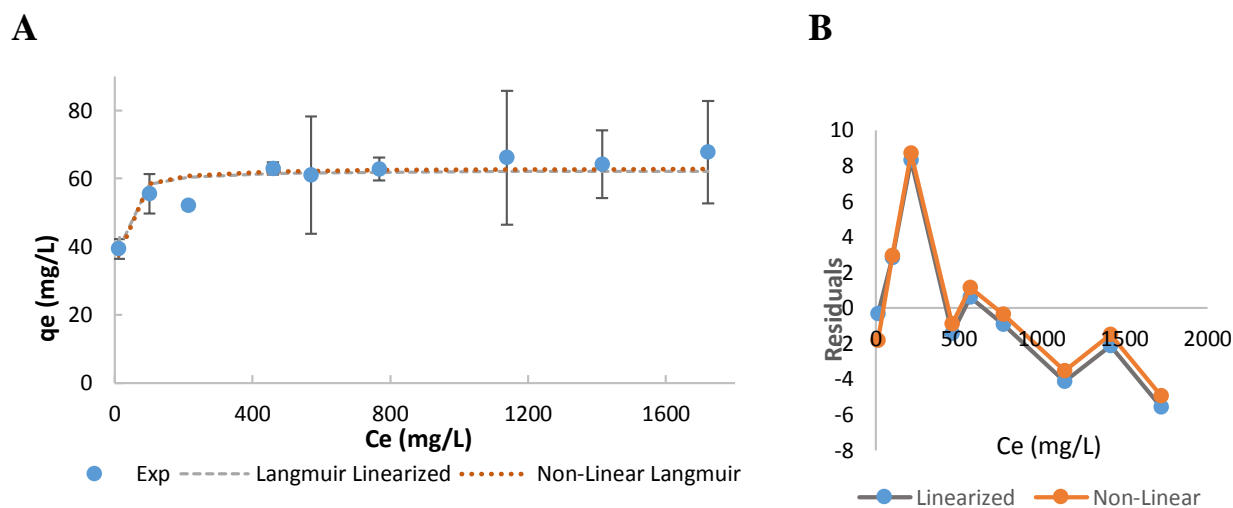 A
B
qe (mg/L)
80
60
40
20
0
0
400
800
1200
1600
Ce (mg/L)
Exp
Langmuir Linearized
Non-Linear Langmuir
Residuals
10
8
6
4
2
0
-2
-4
-6
-8
0
500
1000
1500
2000
Ce (mg/L)
Linearized
Non-Linear